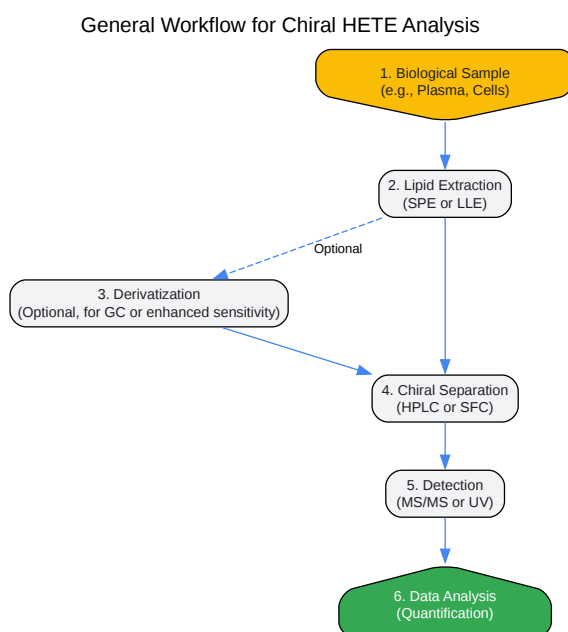 General Workflow for Chiral HETE Analysis
1. Biological Sample
(e.g., Plasma, Cells)
2. Lipid Extraction
(SPE or LLE)
Optional
3. Derivatization
(Optional, for GC or enhanced sensitivity)
4. Chiral Separation
(HPLC or SFC)
5. Detection
(MS/MS or UV)
6. Data Analysis
(Quantification)